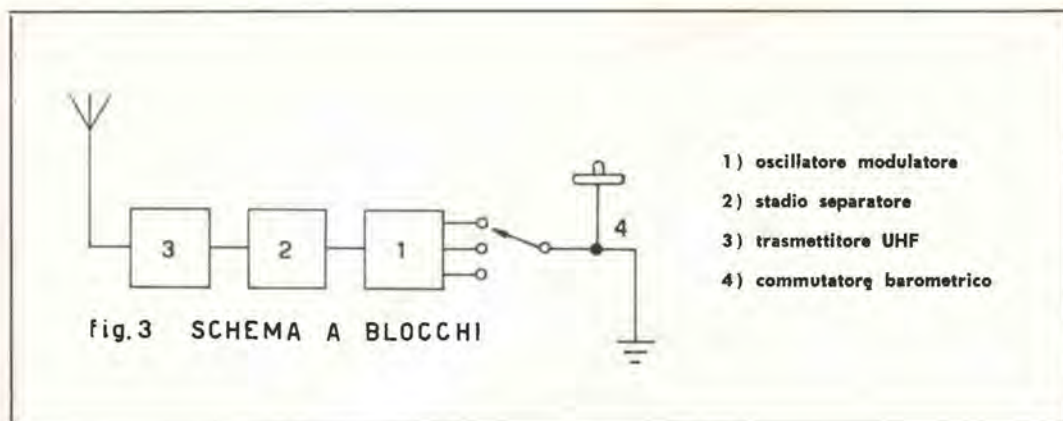 3
2
1
4
fig.3 SCHEMA A BLOCCHI
1) oscillatore modulatore
2) stadio separatore
3) trasmettitore UHF
4) commutatore barometrico